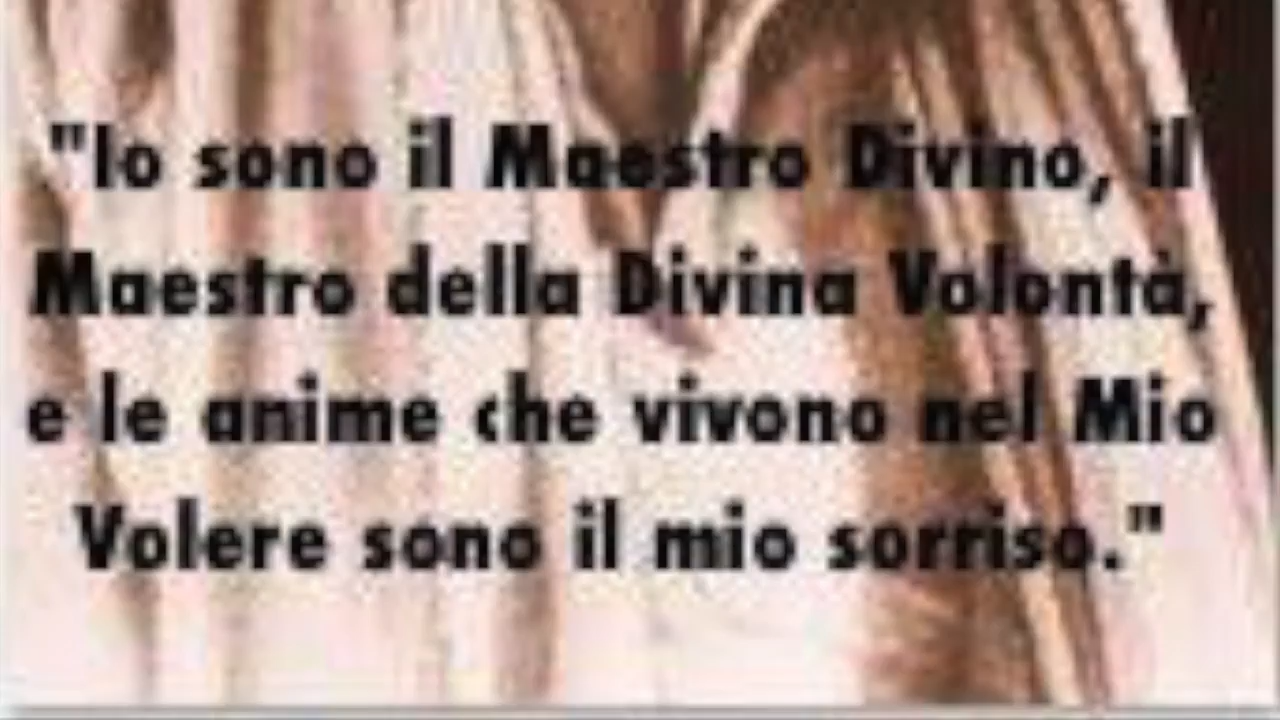 "Io sono il Maestro Divino, il
Maestro della Divina Volontà,
e le anime che vivono nel Mio
Volere sono il mio sorriso."